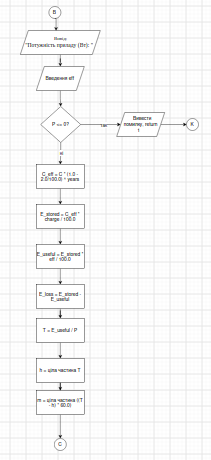 B
Вивід:
"Потужність приладу (Вт): "
Введення eff
P <= 0?
так
Вивести
помилку, return
1
K
ні
C_eff = C * (1.0 -
2.0/100.0) ^ years
E_stored = C_eff *
charge / 100.0
E_useful = E_stored *
eff / 100.0
E_loss = E_stored -
E_useful
T = E_useful / P
h = ціла частина T
m = ціла частина ((T
- h) * 60.0)
C